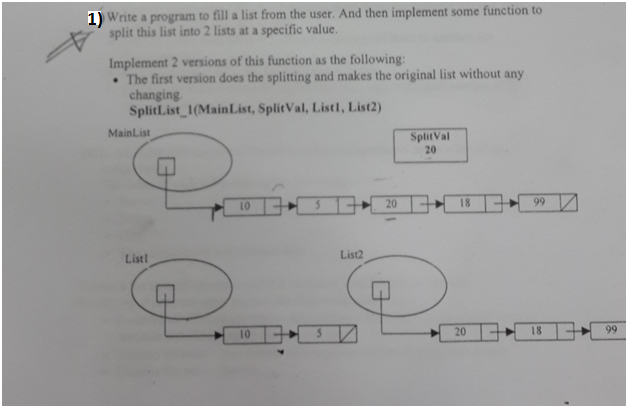 1) Write a program to fill a list from the user. And then implement some function to
split this list into 2 lists at a specific value.
Implement 2 versions of this function as the following:
• The first version does the splitting and makes the original list without any
changing.
SplitList_1(MainList, SplitVal, List1, List2)
MainList
SplitVal
20
10 5 20 18 99
List1 List2
10 5 20 18 99